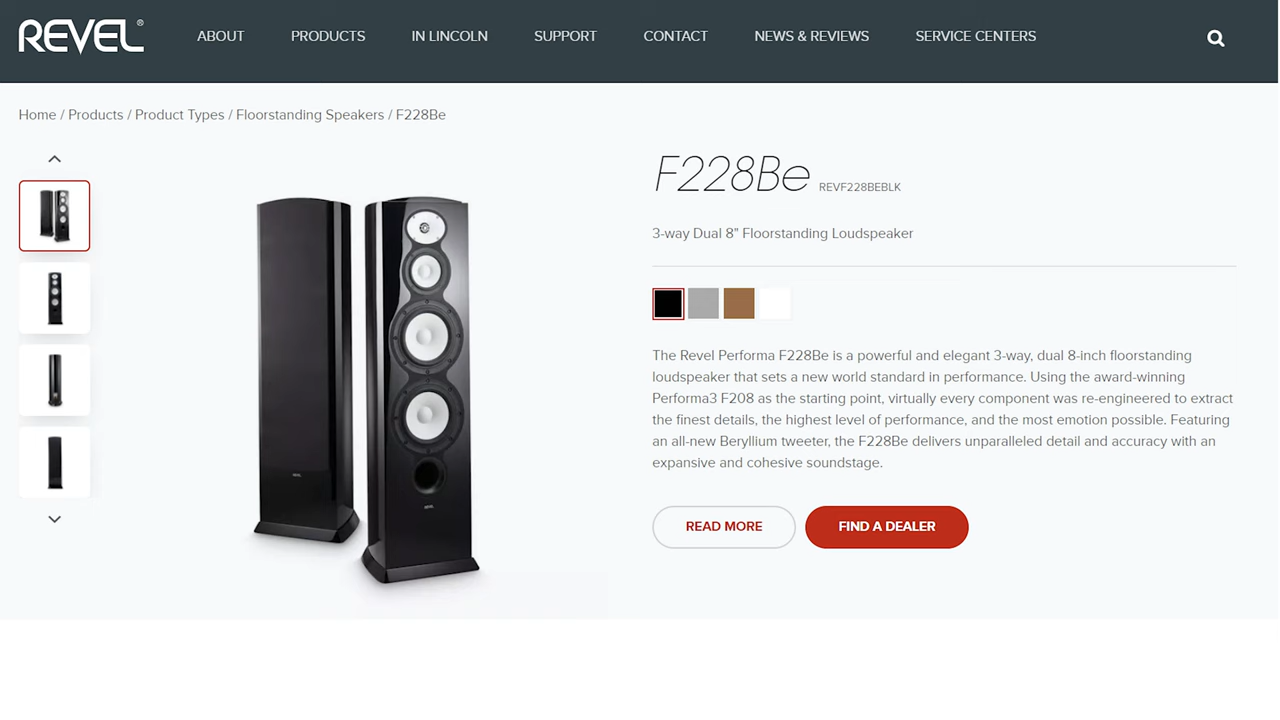 REVEL®
ABOUT PRODUCTS IN LINCOLN SUPPORT CONTACT NEWS & REVIEWS SERVICE CENTERS
Home / Products / Product Types / Floorstanding Speakers / F228Be
F228Be REVF228BEBLK
3-way Dual 8" Floorstanding Loudspeaker
The Revel Performa F228Be is a powerful and elegant 3-way, dual 8-inch floorstanding
loudspeaker that sets a new world standard in performance. Using the award-winning
Performa3 F208 as the starting point, virtually every component was re-engineered to extract
the finest details, the highest level of performance, and the most emotion possible. Featuring
an all-new Beryllium tweeter, the F228Be delivers unparalleled detail and accuracy with an
expansive and cohesive soundstage.
READ MORE FIND A DEALER
REVEL
REVEL